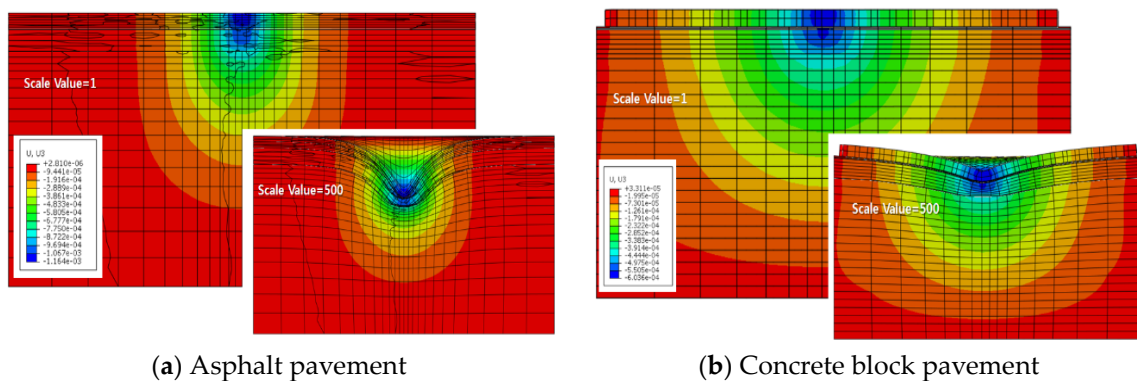 Scale Value=1
U, U3
+2.810e-06
-9.441e-05
-1.916e-04
-2.889e-04
-3.861e-04
-4.833e-04
-5.805e-04
-6.777e-04
-7.750e-04
-8.722e-04
-9.694e-04
-1.067e-03
-1.164e-03
Scale Value=500
(a) Asphalt pavement
Scale Value=1
U, U3
+3.311e-05
-1.995e-05
-7.301e-05
-1.261e-04
-1.791e-04
-2.322e-04
-2.852e-04
-3.383e-04
-3.914e-04
-4.444e-04
-4.975e-04
-5.505e-04
-6.036e-04
Scale Value=500
(b) Concrete block pavement